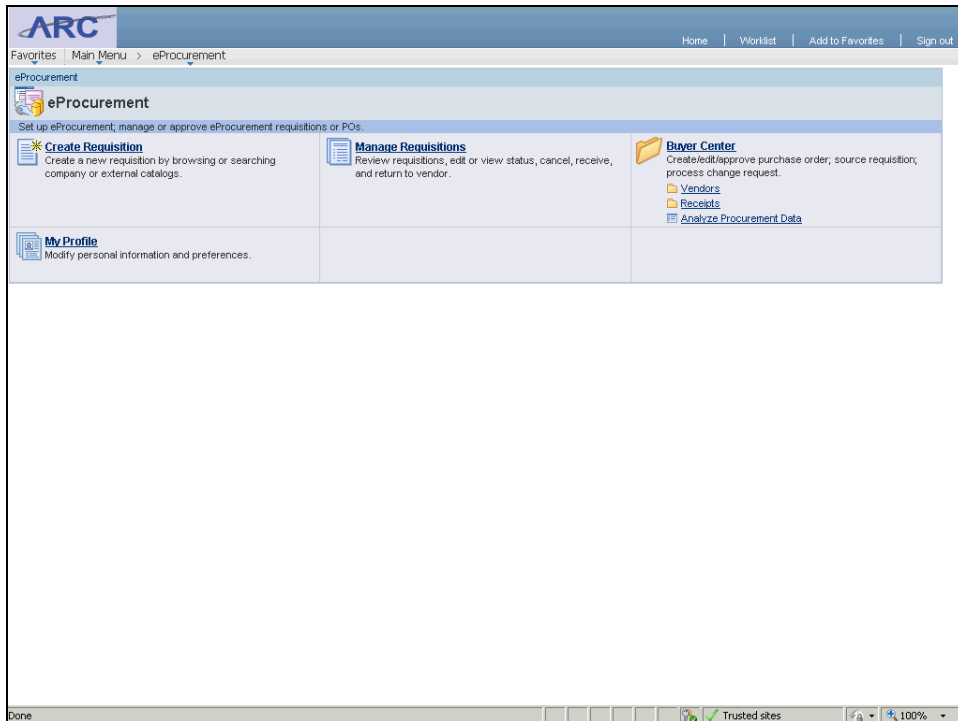 ARC
Home | Worklist | Add to Favorites | Sign out
Favorites Main Menu > eProcurement
eProcurement
eProcurement
Set up eProcurement; manage or approve eProcurement requisitions or POs.
Create Requisition
Create a new requisition by browsing or searching
company or external catalogs.
Manage Requisitions
Review requisitions, edit or view status, cancel, receive,
and return to vendor.
Buyer Center
Create/edit/approve purchase order; source requisition;
process change request.
Vendors
Receipts
Analyze Procurement Data
My Profile
Modify personal information and preferences.
Done
Trusted sites
100%